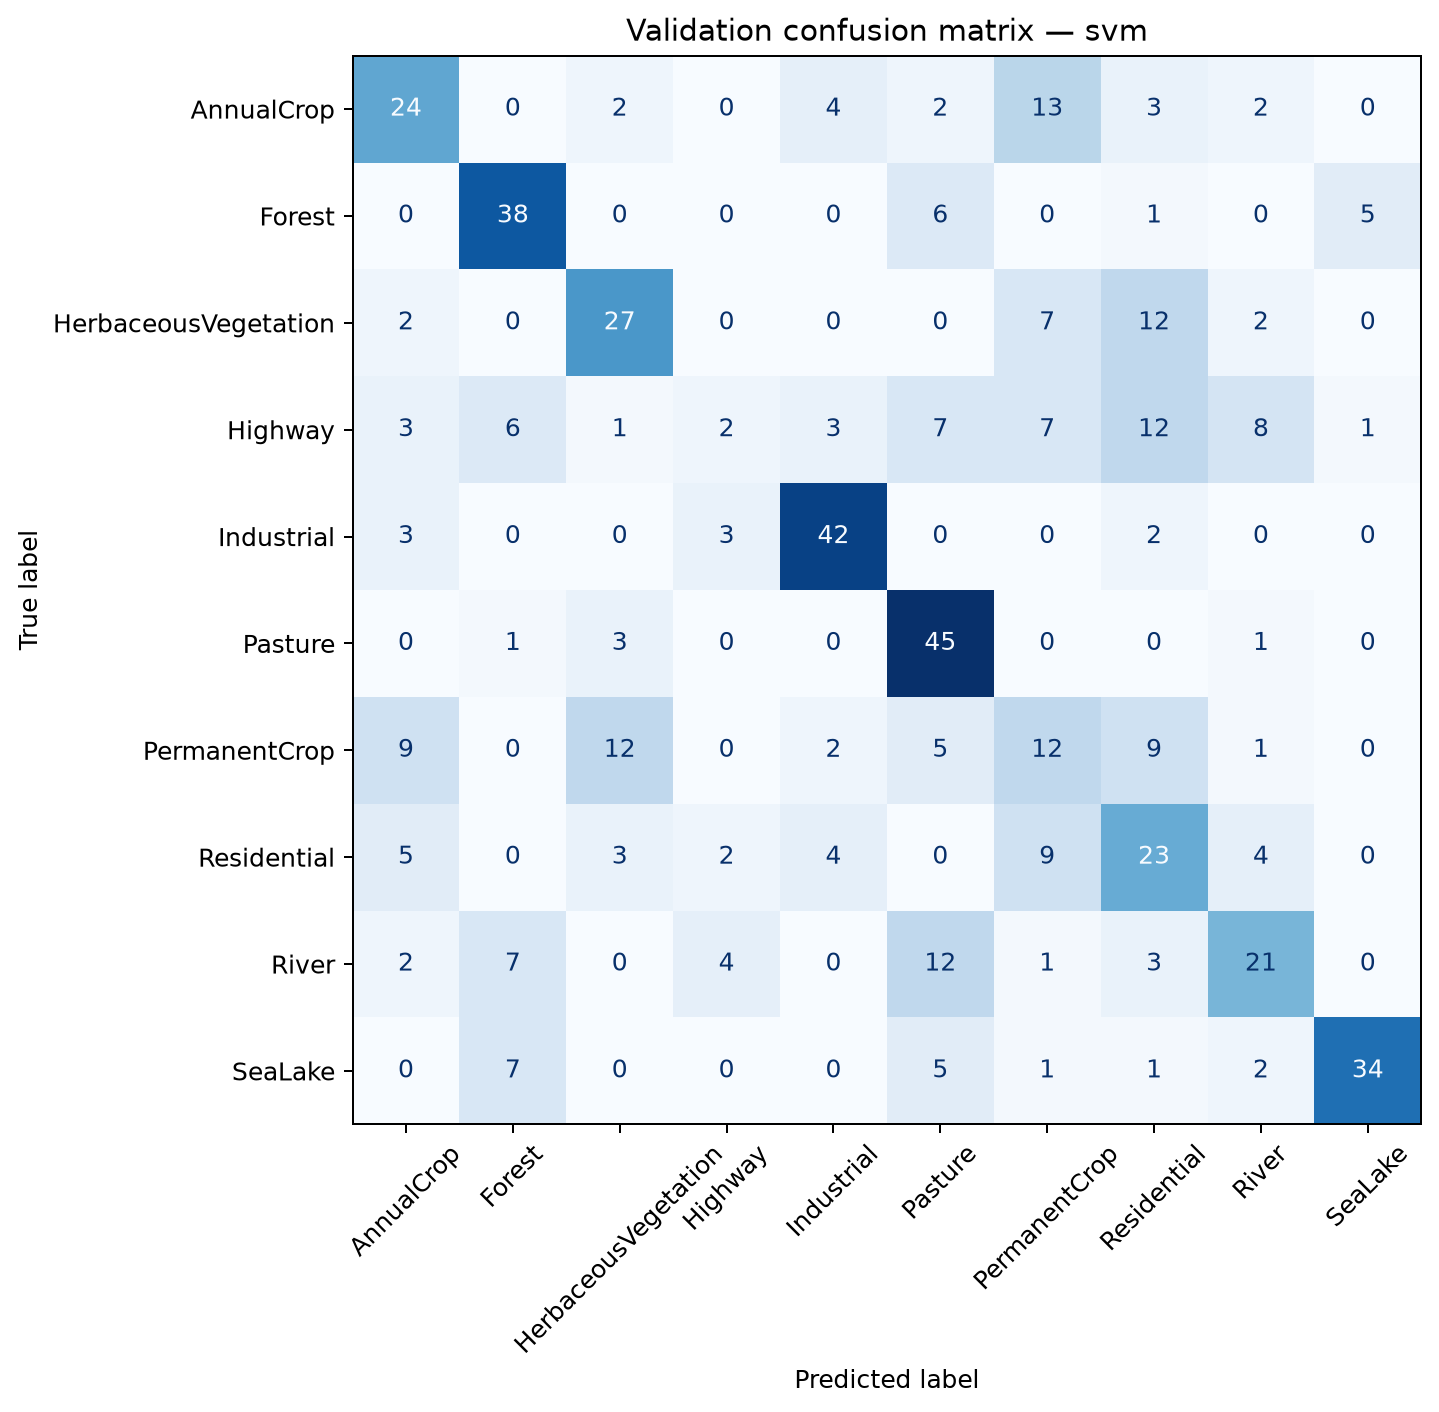 Validation confusion matrix — svm
True label
AnnualCrop 24 0 2 0 4 2 13 3 2 0
Forest 0 38 0 0 0 6 0 1 0 5
HerbaceousVegetation 2 0 27 0 0 0 7 12 2 0
Highway 3 6 1 2 3 7 7 12 8 1
Industrial 3 0 0 3 42 0 0 2 0 0
Pasture 0 1 3 0 0 45 0 0 1 0
PermanentCrop 9 0 12 0 2 5 12 9 1 0
Residential 5 0 3 2 4 0 9 23 4 0
River 2 7 0 4 0 12 1 3 21 0
SeaLake 0 7 0 0 0 5 1 1 2 34
AnnualCrop Forest HerbaceousVegetation Highway Industrial Pasture PermanentCrop Residential River SeaLake
Predicted label